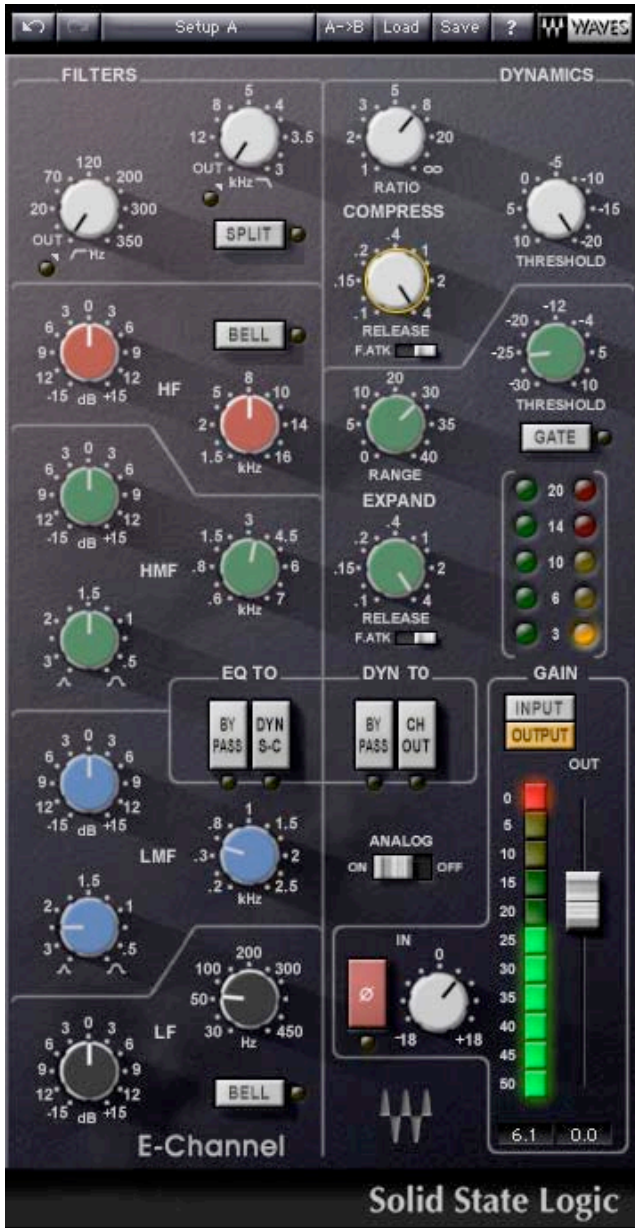 Setup A A->B Load Save ? WAVES
FILTERS
8 5 4
12 3.5
OUT 3
kHz
70 120 200
20 300
OUT 350
Hz
SPLIT
DYNAMICS
3 5 8
2 20
1 ∞
RATIO
COMPRESS
-5
0 -10
5 -15
10 -20
THRESHOLD
.2 .4 1
.15 2
.1 4
RELEASE
F.ATK
3 0 3
6 6
9 9
12 12
-15 dB +15
HF
BELL
5 8 10
2 14
1.5 16
kHz
-12
-20 -4
-25 5
-30 10
THRESHOLD
GATE
10 20 30
5 35
0 40
RANGE
EXPAND
.2 .4 1
.15 2
.1 4
RELEASE
F.ATK
20
14
10
6
3
3 0 3
6 6
9 9
12 12
-15 dB +15
HMF
3
1.5 4.5
.8 6
.6 7
kHz
1.5
2 1
3 .5
EQ TO
BY PASS
DYN S-C
DYN TO
BY PASS
CH OUT
GAIN
INPUT
OUTPUT
OUT
0
5
10
15
20
25
30
35
40
45
50
6.1 0.0
3 0 3
6 6
9 9
12 12
-15 dB +15
LMF
1
.8 1.5
.3 2
.2 2.5
kHz
1.5
2 1
3 .5
ANALOG
ON OFF
IN
ø
0
-18 +18
200
100 300
50
30 450
Hz
LF
3 0 3
6 6
9 9
12 12
-15 dB +15
BELL
E-Channel
Solid State Logic